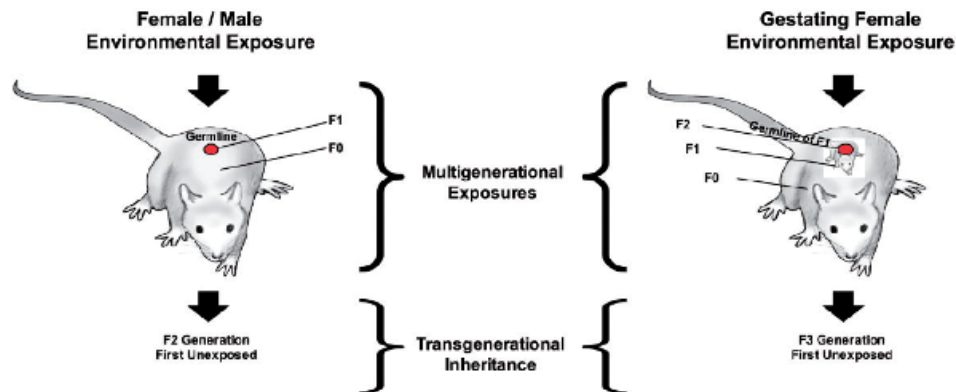 Female / Male
Environmental Exposure
Germline
F1
F0
F2 Generation
First Unexposed
Multigenerational
Exposures
Transgenerational
Inheritance
Gestating Female
Environmental Exposure
Germline of F1
F2
F1
F0
F3 Generation
First Unexposed